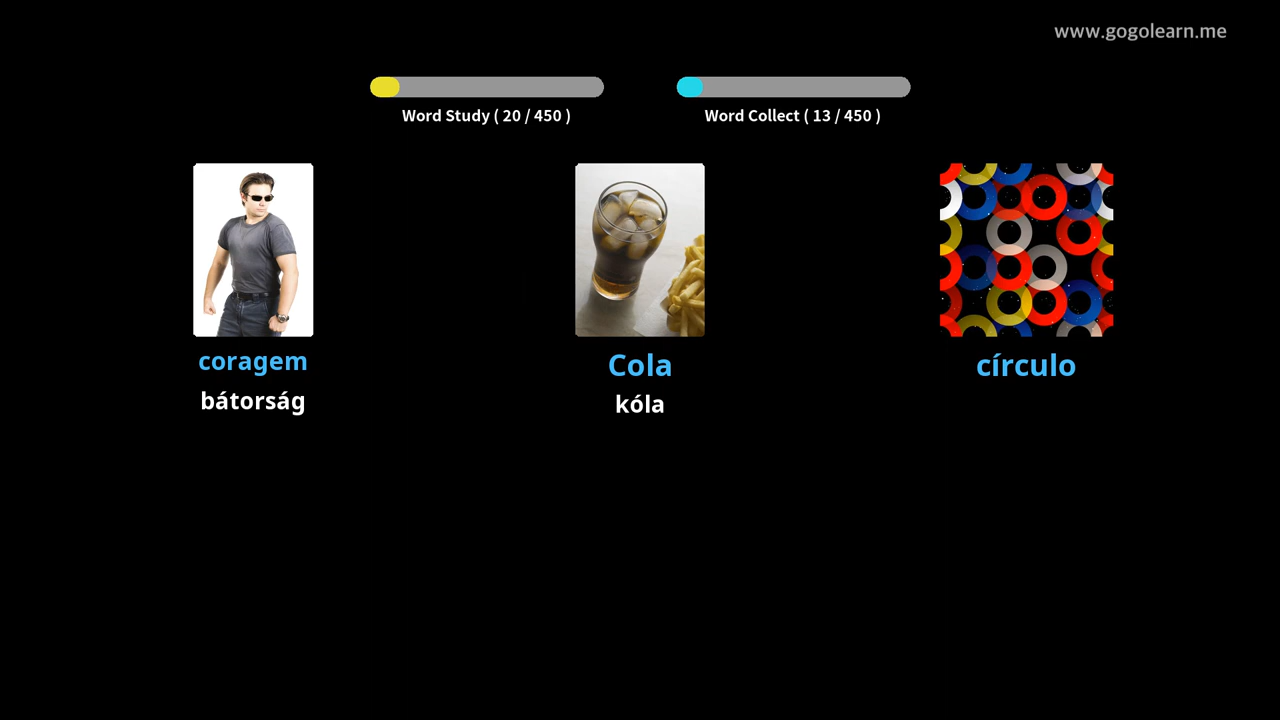 www.gogolearn.me
Word Study ( 20 / 450 )
Word Collect ( 13 / 450 )
coragem
bátorság
Cola
kóla
círculo